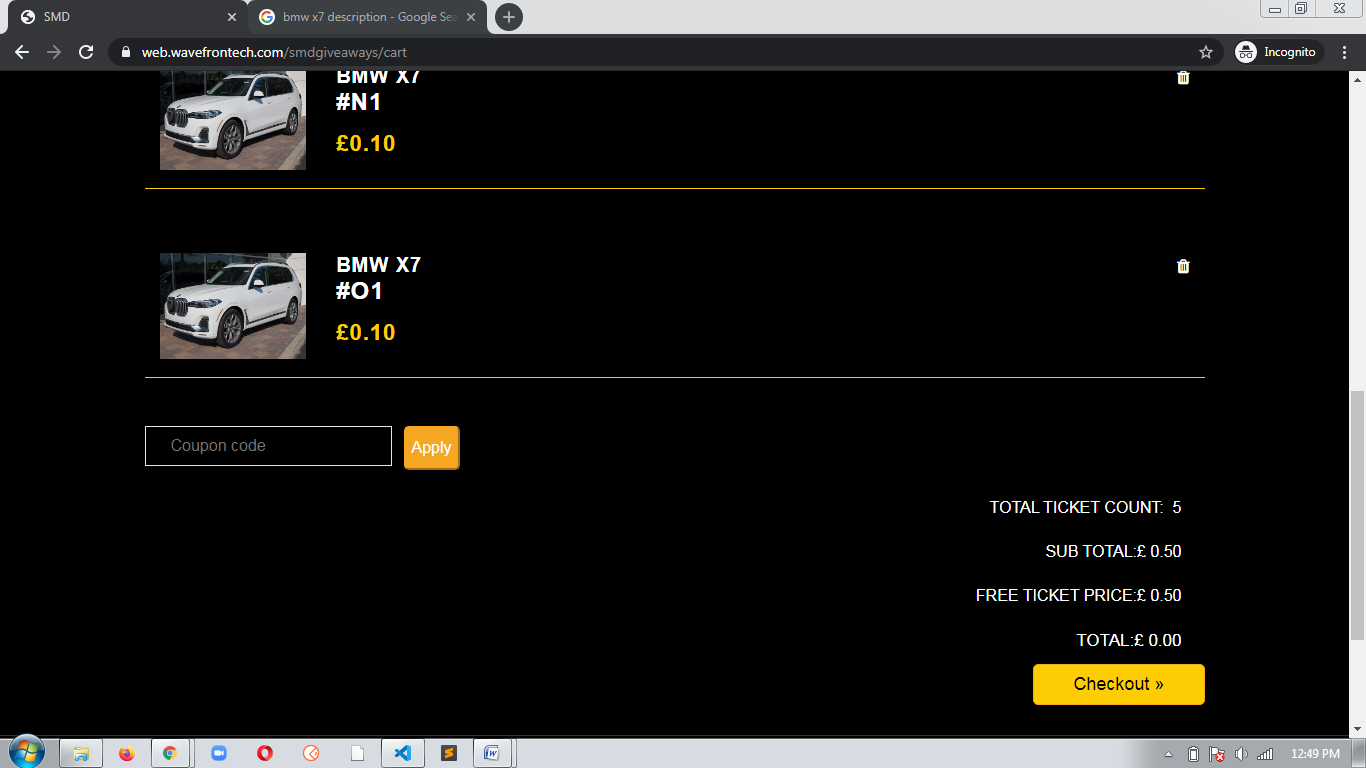 SMD
bmw x7 description - Google Sea
web.wavefrontech.com/smdgiveaways/cart
Incognito
BMW X7
#N1
£0.10
BMW X7
#O1
£0.10
Coupon code
Apply
TOTAL TICKET COUNT: 5
SUB TOTAL:£ 0.50
FREE TICKET PRICE:£ 0.50
TOTAL:£ 0.00
Checkout »
12:49 PM